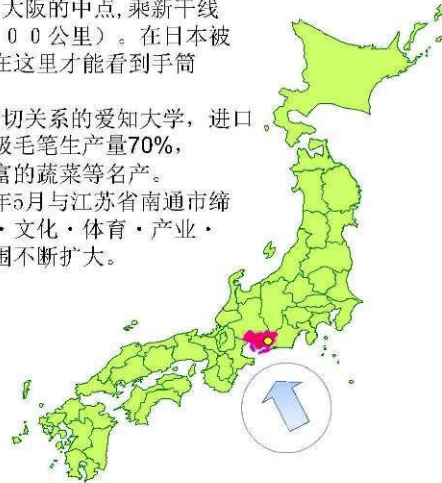 大阪的中点,乘新干线
００公里）。在日本被
在这里才能看到手筒
切关系的爱知大学，进口
级毛笔生产量70%，
富的蔬菜等名产。
年5月与江苏省南通市缔
・文化・体育・产业・
围不断扩大。